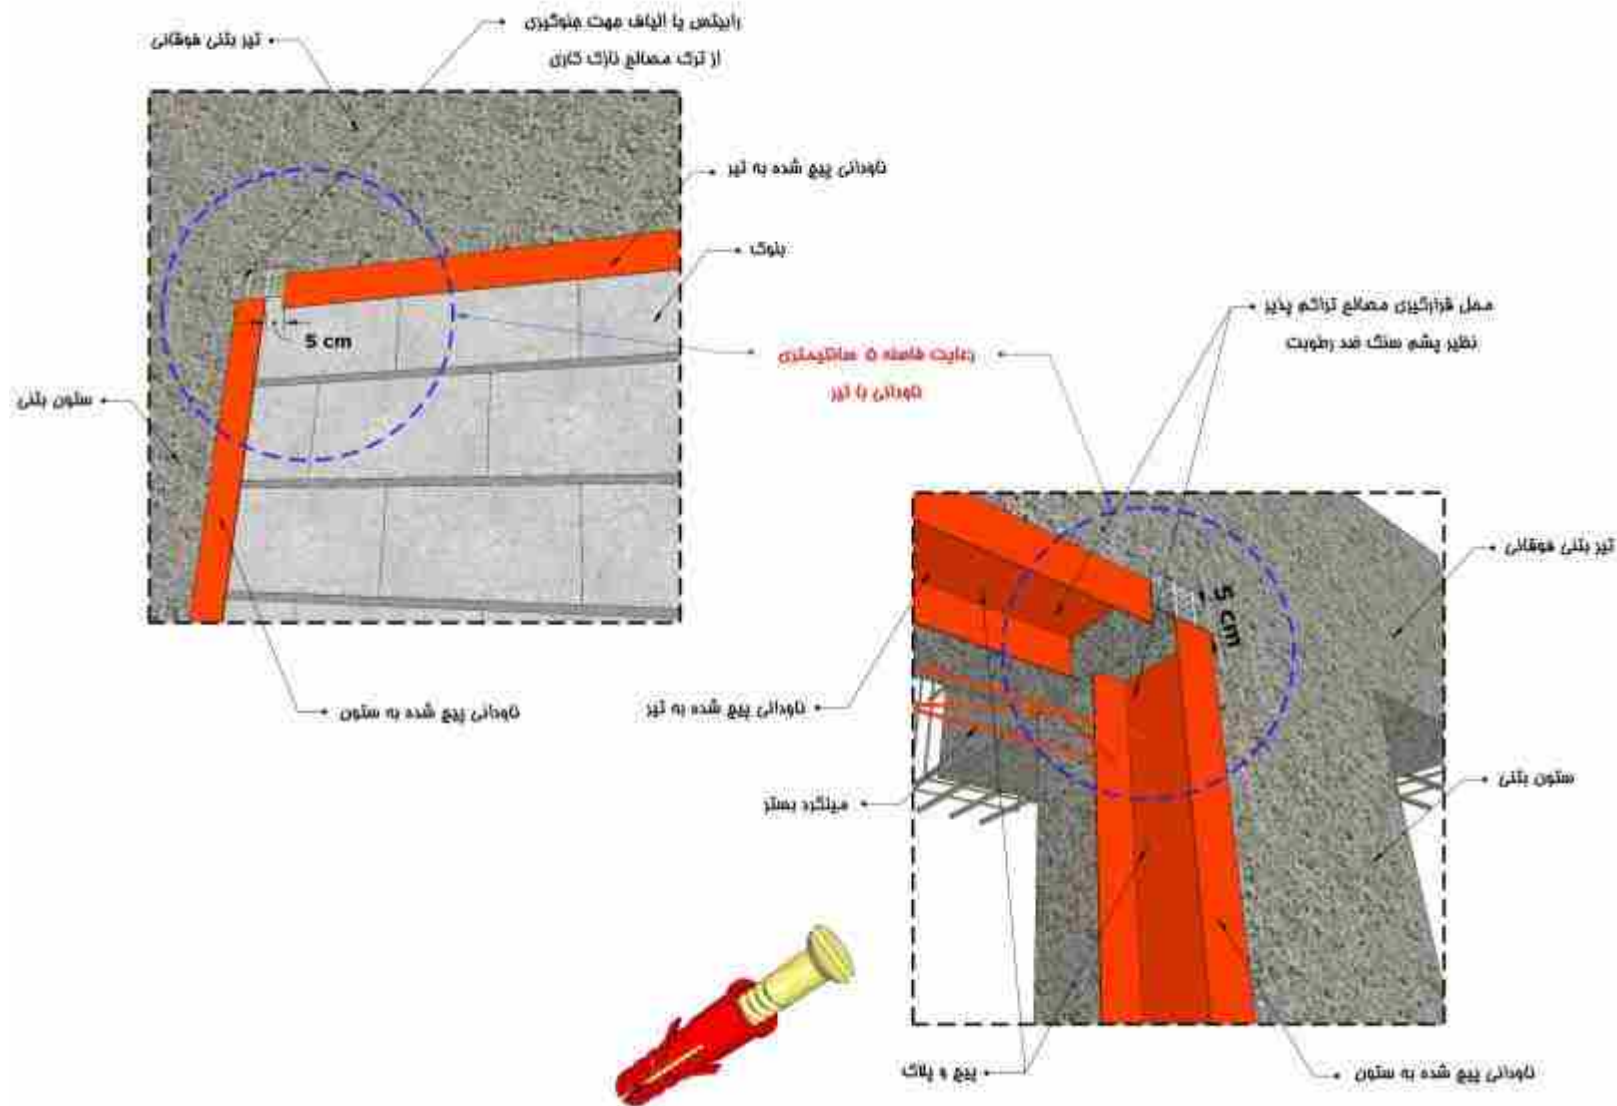 رابیتس یا الیاف جهت جلوگیری
از ترک مصالح نازک کاری
تیر بتنی فوقانی
ناودانی پیچ شده به تیر
بلوک
5 cm
ستون بتنی
ناودانی پیچ شده به ستون
رعایت فاصله ۵ سانتیمتری
ناودانی با تیر
محل قرارگیری مصالح تراکم پذیر
نظیر پشم سنگ ضد رطوبت
تیر بتنی فوقانی
5 cm
ناودانی پیچ شده به تیر
ستون بتنی
میلگرد بستر
پیچ و پلاک
ناودانی پیچ شده به ستون